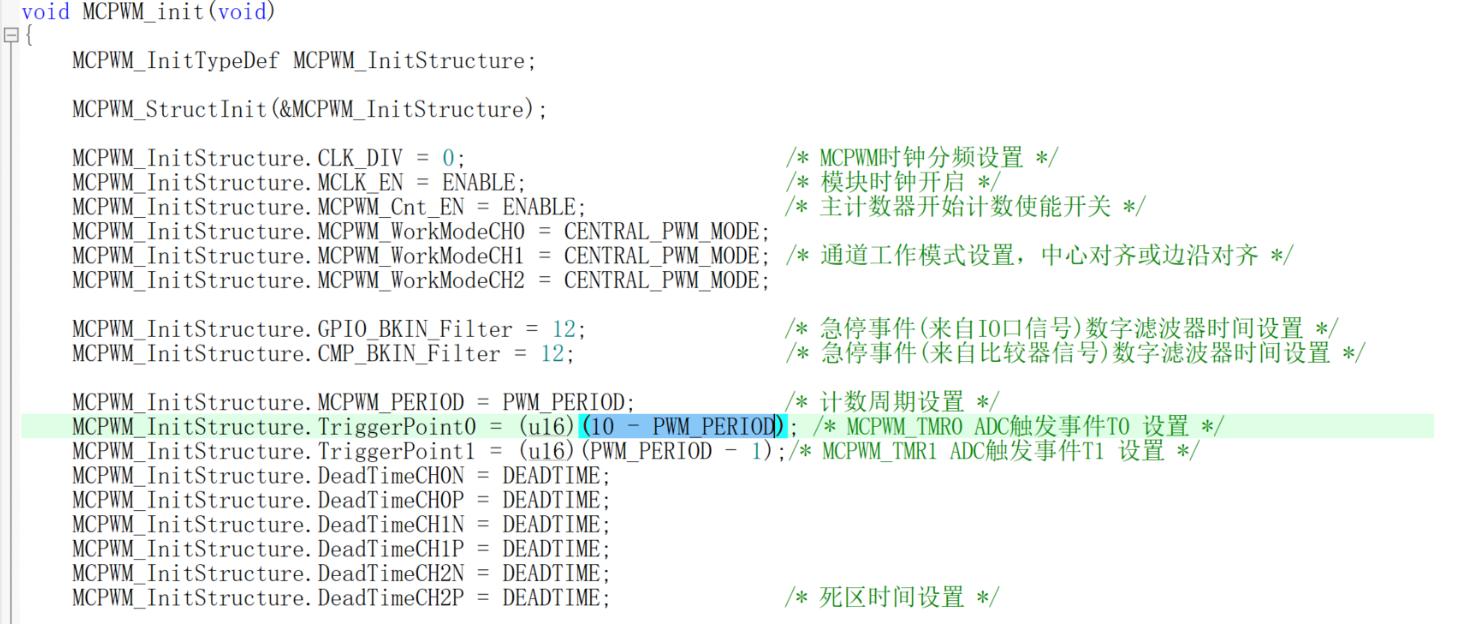 void MCPWM_init(void)
{
MCPWM_InitTypeDef MCPWM_InitStructure;
MCPWM_StructInit(&MCPWM_InitStructure);
MCPWM_InitStructure.CLK_DIV = 0; /* MCPWM时钟分频设置 */
MCPWM_InitStructure.MCLK_EN = ENABLE; /* 模块时钟开启 */
MCPWM_InitStructure.MCPWM_Cnt_EN = ENABLE; /* 主计数器开始计数使能开关 */
MCPWM_InitStructure.MCPWM_WorkModeCH0 = CENTRAL_PWM_MODE;
MCPWM_InitStructure.MCPWM_WorkModeCH1 = CENTRAL_PWM_MODE; /* 通道工作模式设置，中心对齐或边沿对齐 */
MCPWM_InitStructure.MCPWM_WorkModeCH2 = CENTRAL_PWM_MODE;
MCPWM_InitStructure.GPIO_BKIN_Filter = 12; /* 急停事件(来自IO口信号)数字滤波器时间设置 */
MCPWM_InitStructure.CMP_BKIN_Filter = 12; /* 急停事件(来自比较器信号)数字滤波器时间设置 */
MCPWM_InitStructure.MCPWM_PERIOD = PWM_PERIOD; /* 计数周期设置 */
MCPWM_InitStructure.TriggerPoint0 = (u16)(10 - PWM_PERIOD); /* MCPWM_TMR0 ADC触发事件T0 设置 */
MCPWM_InitStructure.TriggerPoint1 = (u16)(PWM_PERIOD - 1);/* MCPWM_TMR1 ADC触发事件T1 设置 */
MCPWM_InitStructure.DeadTimeCH0N = DEADTIME;
MCPWM_InitStructure.DeadTimeCH0P = DEADTIME;
MCPWM_InitStructure.DeadTimeCH1N = DEADTIME;
MCPWM_InitStructure.DeadTimeCH1P = DEADTIME;
MCPWM_InitStructure.DeadTimeCH2N = DEADTIME;
MCPWM_InitStructure.DeadTimeCH2P = DEADTIME; /* 死区时间设置 */